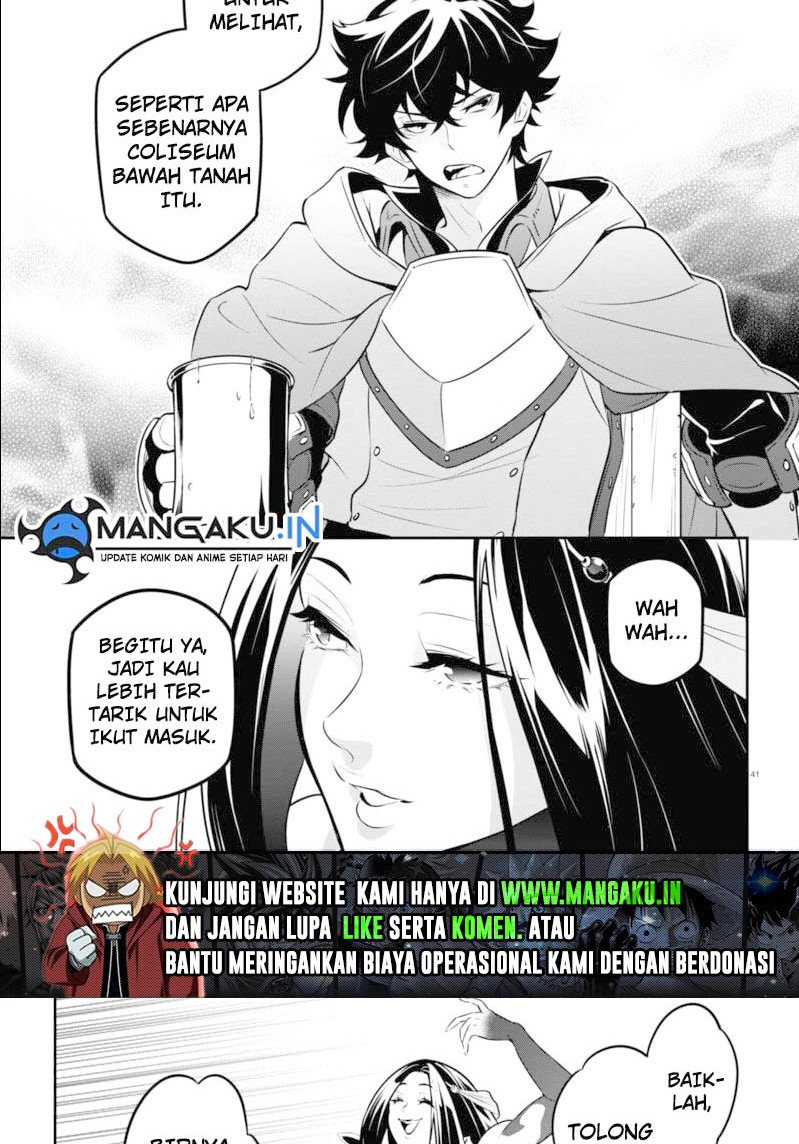 UNTUK
MELIHAT,
SEPERTI APA
SEBENARNYA
COLISEUM
BAWAH TANAH
ITU.
MANGAKU.IN
UPDATE KOMIK DAN ANIME SETIAP HARI
WAH
WAH...
BEGITU YA,
JADI KAU
LEBIH TER-
TARIK UNTUK
IKUT MASUK.
41
KUNJUNGI WEBSITE KAMI HANYA DI WWW.MANGAKU.IN
DAN JANGAN LUPA LIKE SERTA KOMEN. ATAU
BANTU MERINGANKAN BIAYA OPERASIONAL KAMI DENGAN BERDONASI
BAIK-
LAH,
TOLONG
BIRNYA